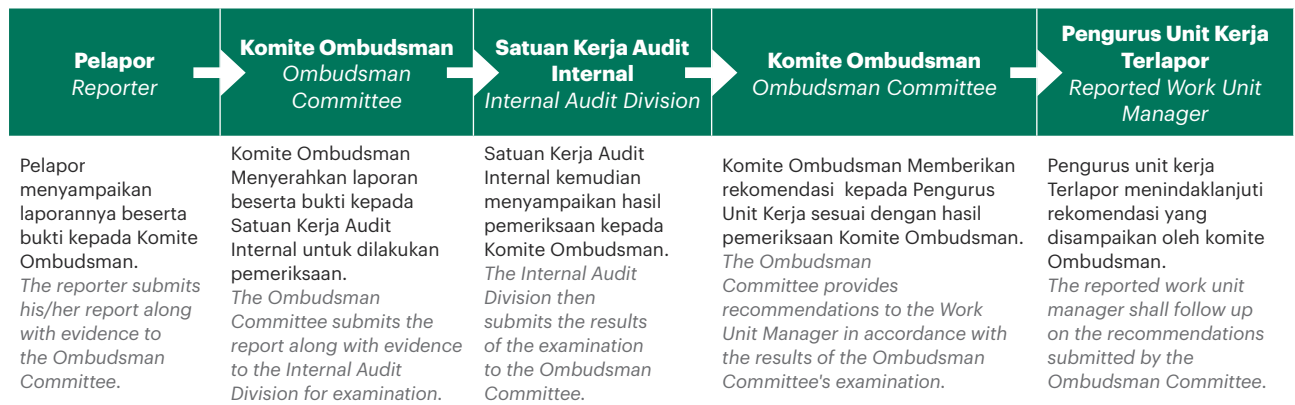 Pelapor
Reporter
Komite Ombudsman
Ombudsman
Committee
Satuan Kerja Audit
Internal
Internal Audit Division
Komite Ombudsman
Ombudsman Committee
Pengurus Unit Kerja
Terlapor
Reported Work Unit
Manager
Pelapor
menyampaikan
laporannya beserta
bukti kepada Komite
Ombudsman.
The reporter submits
his/her report along
with evidence to
the Ombudsman
Committee.
Komite Ombudsman
Menyerahkan laporan
beserta bukti kepada
Satuan Kerja Audit
Internal untuk dilakukan
pemeriksaan.
The Ombudsman
Committee submits the
report along with evidence
to the Internal Audit
Division for examination.
Satuan Kerja Audit
Internal kemudian
menyampaikan hasil
pemeriksaan kepada
Komite Ombudsman.
The Internal Audit
Division then
submits the results
of the examination
to the Ombudsman
Committee.
Komite Ombudsman Memberikan
rekomendasi kepada Pengurus
Unit Kerja sesuai dengan hasil
pemeriksaan Komite Ombudsman.
The Ombudsman
Committee provides
recommendations to the Work
Unit Manager in accordance with
the results of the Ombudsman
Committee's examination.
Pengurus unit kerja
Terlapor menindaklanjuti
rekomendasi yang
disampaikan oleh komite
Ombudsman.
The reported work unit
manager shall follow up
on the recommendations
submitted by the
Ombudsman Committee.